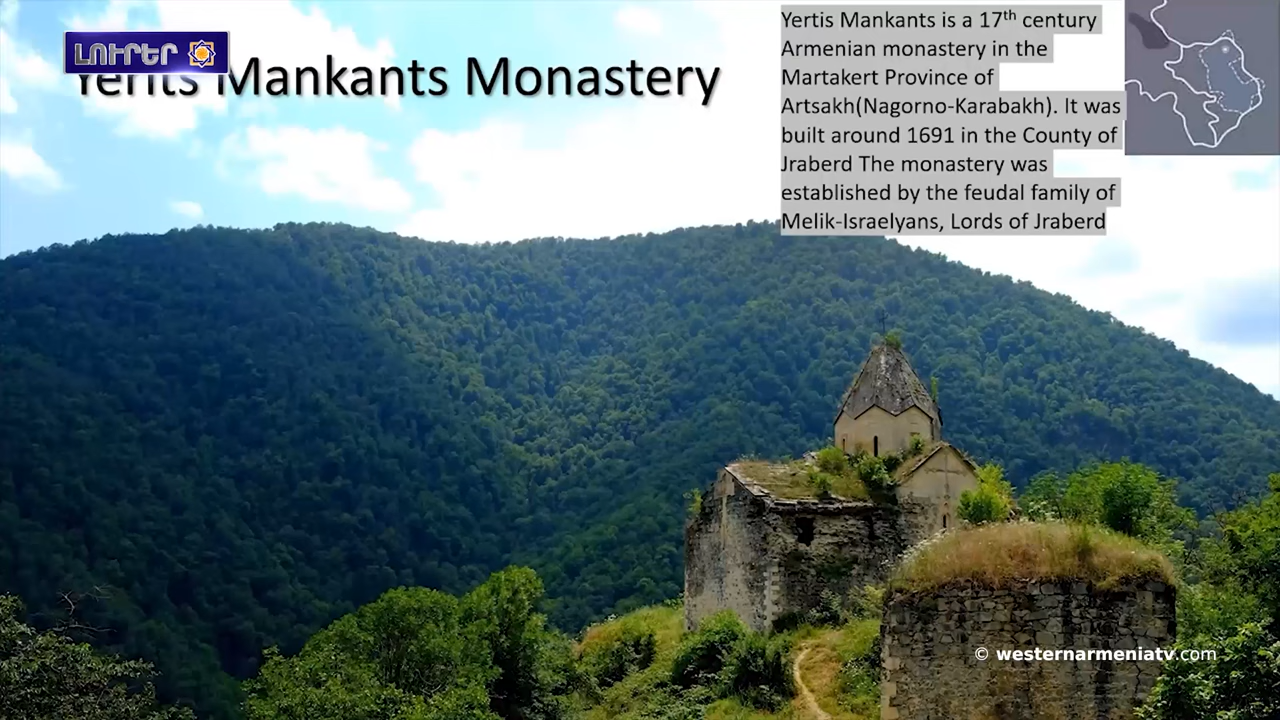 ԼՈՒՐԵՐ
Yerits Mankants Monastery
Yertis Mankants is a 17th century
Armenian monastery in the
Martakert Province of
Artsakh(Nagorno-Karabakh). It was
built around 1691 in the County of
Jraberd The monastery was
established by the feudal family of
Melik-Israelyans, Lords of Jraberd
© westernarmeniatv.com